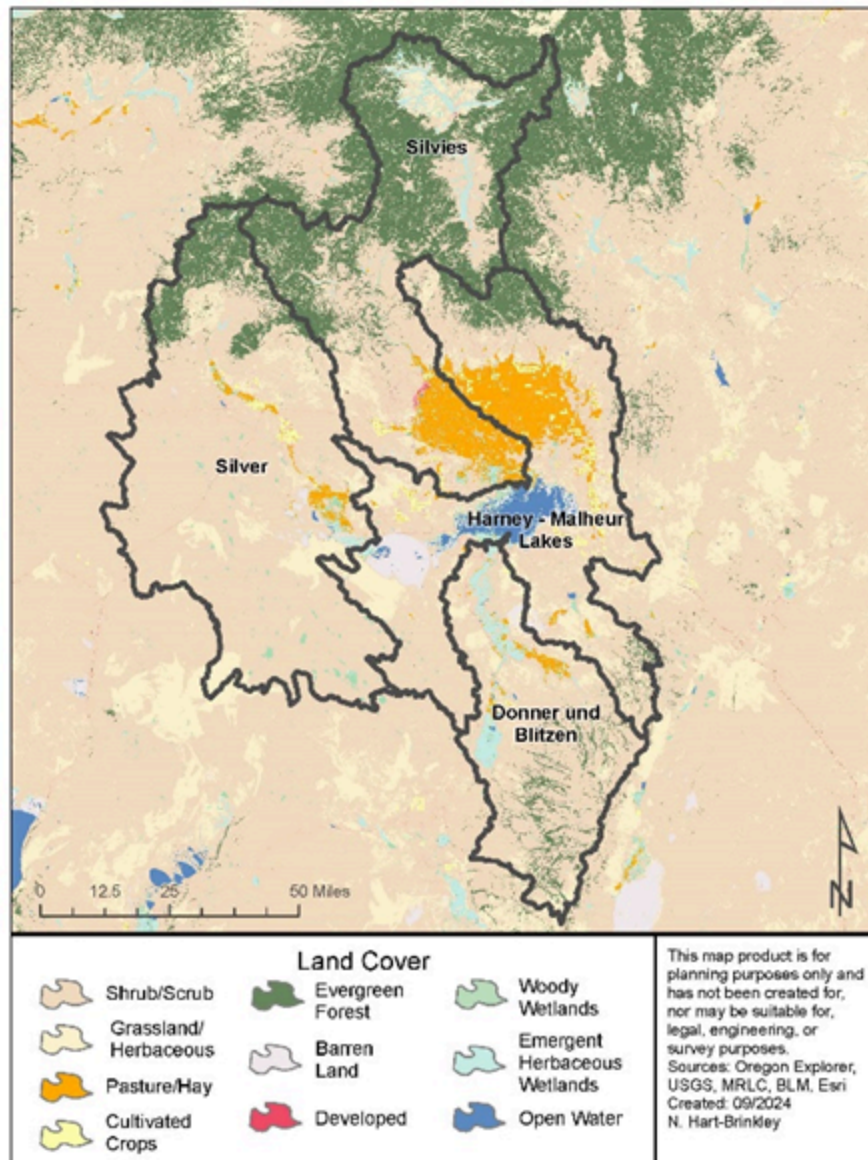 Silvies
Silver
Harney - Malheur
Lakes
Donner und
Blitzen
0 12.5 25 50 Miles
N
Land Cover
Shrub/Scrub
Grassland/
Herbaceous
Pasture/Hay
Cultivated
Crops
Evergreen
Forest
Barren
Land
Developed
Woody
Wetlands
Emergent
Herbaceous
Wetlands
Open Water
This map product is for
planning purposes only and
has not been created for,
nor may be suitable for,
legal, engineering, or
survey purposes.
Sources: Oregon Explorer,
USGS, MRLC, BLM, Esri
Created: 09/2024
N. Hart-Brinkley